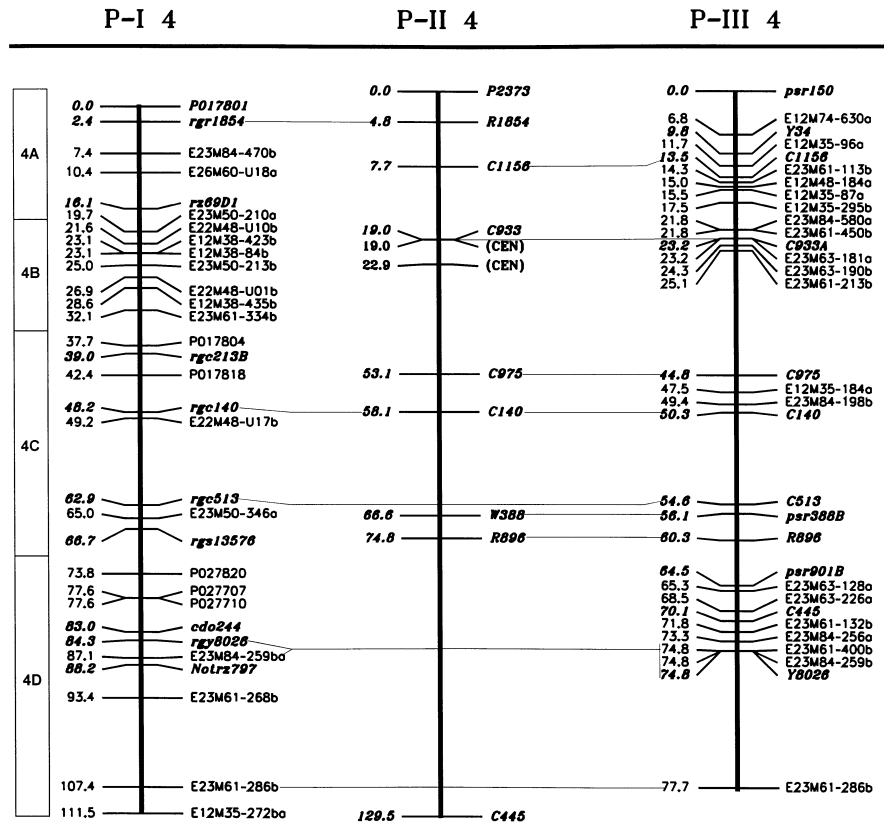 P-I 4
P-II 4
P-III 4
4A
4B
4C
4D
0.0 P017801
2.4 rgr1854
7.4 E23M84-470b
10.4 E26M60-U18a
16.1 rz69D1
19.7 E23M50-210a
21.6 E22M48-U10b
23.1 E12M38-423b
23.1 E12M38-84b
25.0 E23M50-213b
26.9 E22M48-U01b
28.6 E12M38-435b
32.1 E23M61-334b
37.7 P017804
39.0 rgc213B
42.4 P017818
48.2 rgc140
49.2 E22M48-U17b
62.9 rgc513
65.0 E23M50-346a
66.7 rgs13576
73.8 P027820
77.6 P027707
77.6 P027710
83.0 cdo244
84.3 rgy8026
87.1 E23M84-259ba
88.2 Notrz797
93.4 E23M61-268b
107.4 E23M61-286b
111.5 E12M35-272ba
0.0 P2373
4.8 R1854
7.7 C1156
19.0 C933
19.0 (CEN)
22.9 (CEN)
53.1 C975
58.1 C140
66.6 W388
74.8 R896
129.5 C445
0.0 psr150
6.8 E12M74-630a
9.8 Y34
11.7 E12M35-96a
13.5 C1156
14.3 E23M61-113b
15.0 E12M48-184a
15.5 E12M35-87a
17.5 E12M35-295b
21.8 E23M84-580a
21.8 E23M61-450b
23.2 C933A
23.2 E23M63-181a
24.3 E23M63-190b
25.1 E23M61-213b
44.8 C975
47.5 E12M35-184a
49.4 E23M84-198b
50.3 C140
54.6 C513
56.1 psr388B
60.3 R896
64.5 psr901B
65.3 E23M63-128a
68.5 E23M63-226a
70.1 C445
71.8 E23M61-132b
73.3 E23M84-256a
74.8 E23M61-400b
74.8 E23M84-259b
74.8 Y8026
77.7 E23M61-286b